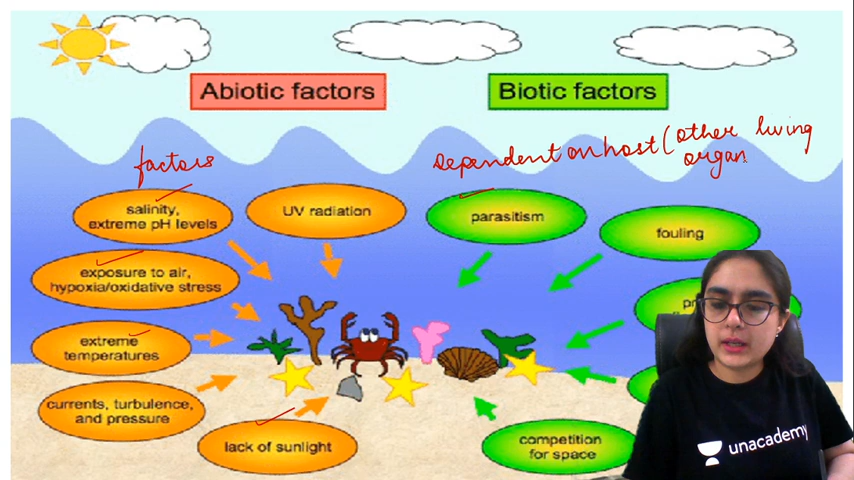 Abiotic factors
Biotic factors
factors
Dependent on host ( other living
organ
salinity,
extreme pH levels
UV radiation
parasitism
fouling
exposure to air,
hypoxia/oxidative stress
extreme
temperatures
currents, turbulence,
and pressure
lack of sunlight
competition
for space
unacademy